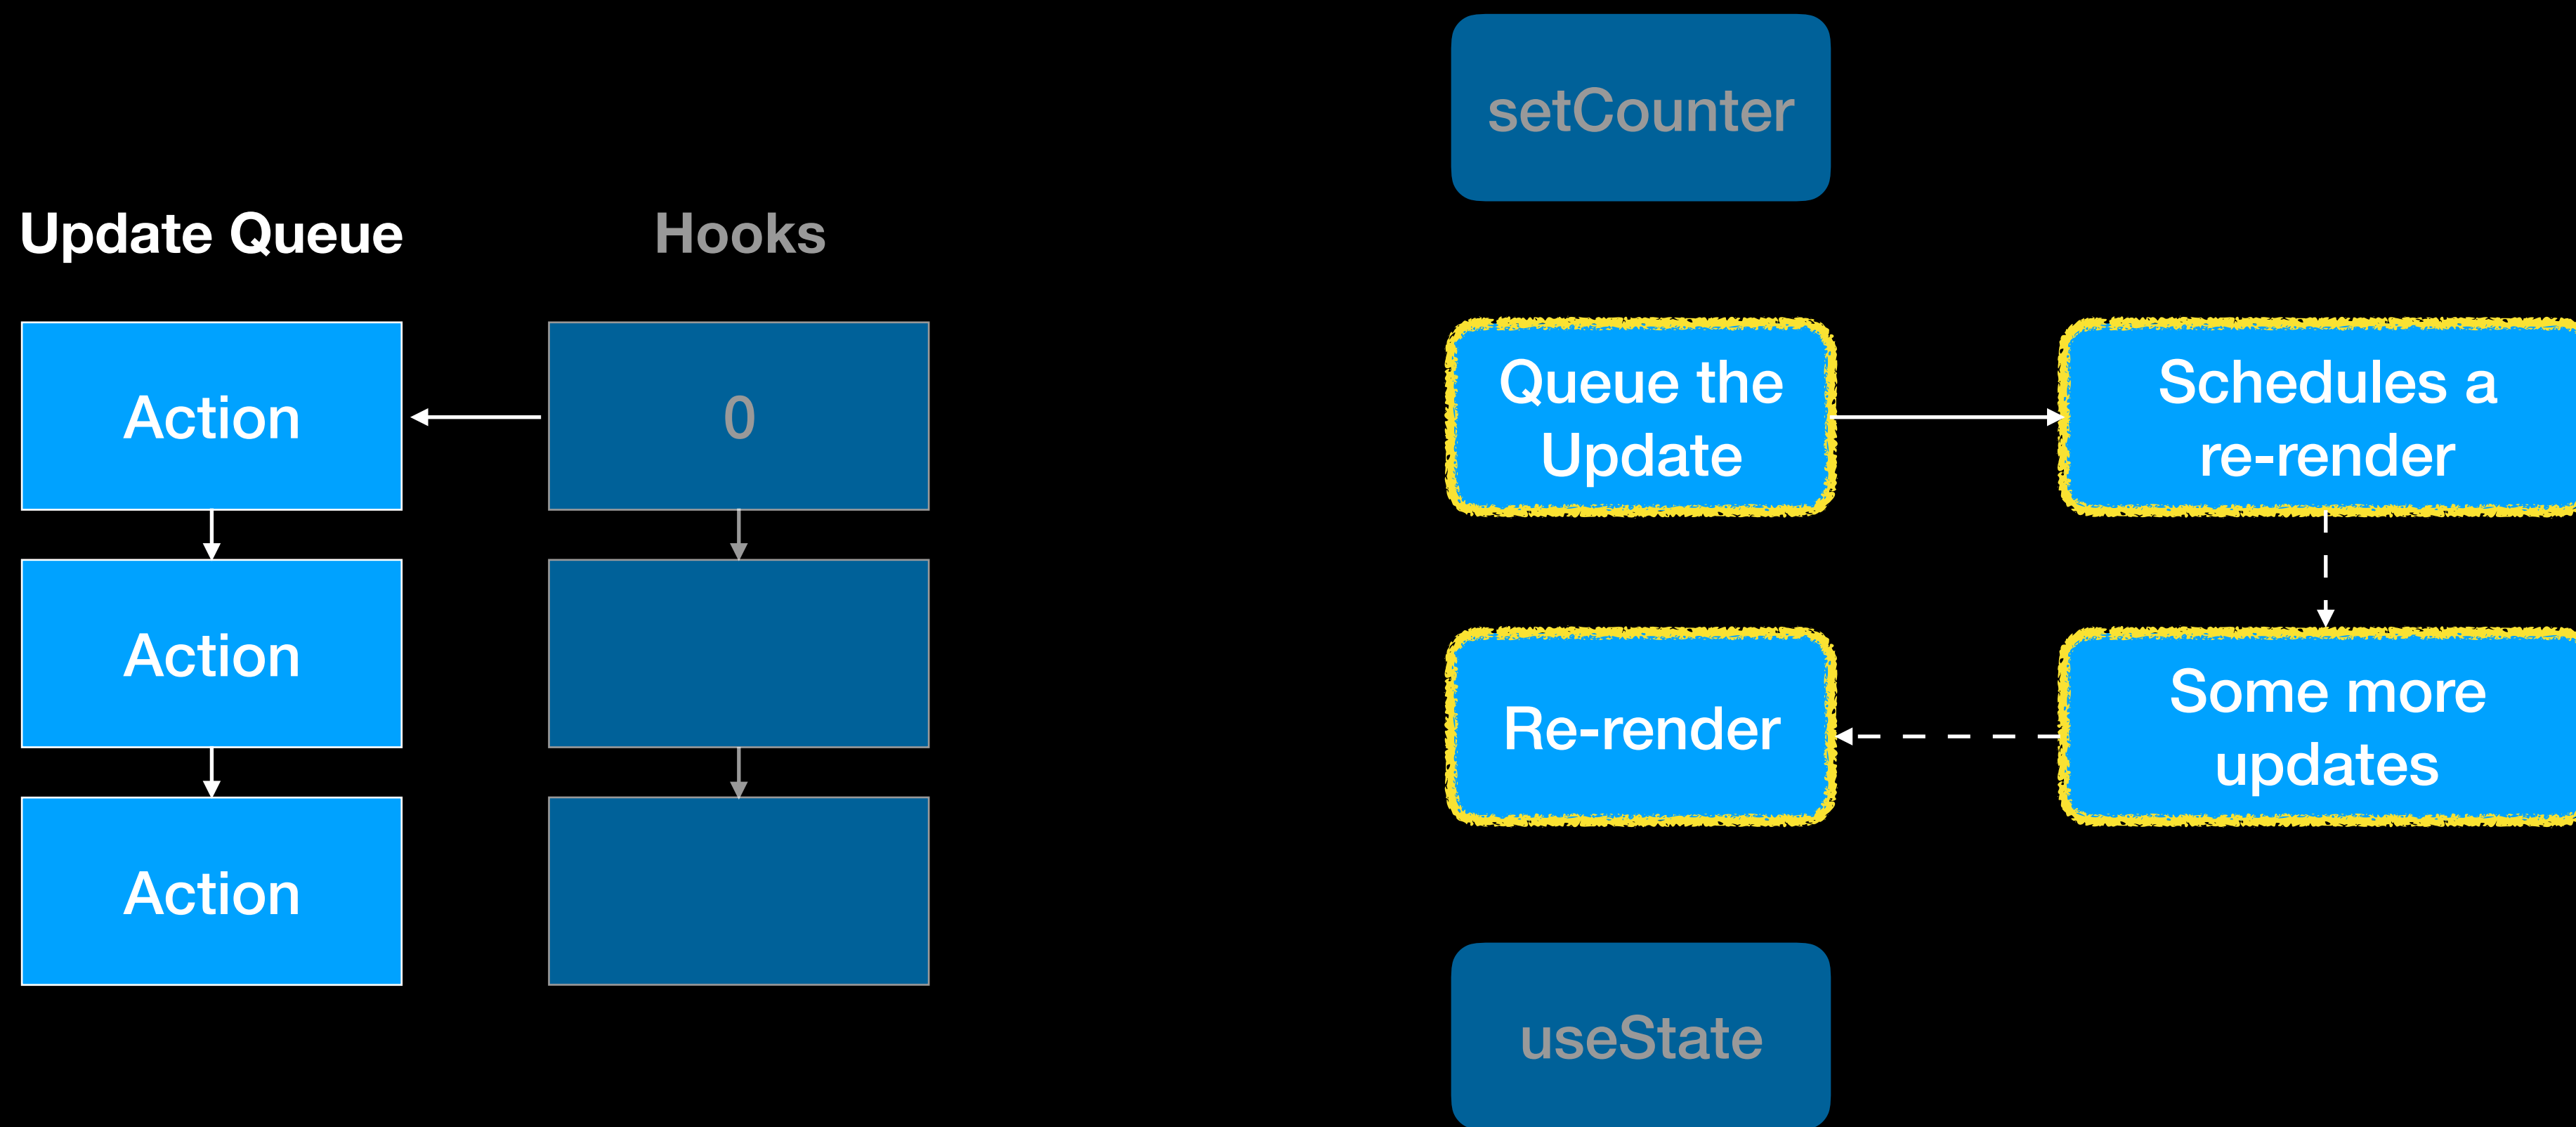 setCounter
Update Queue
Hooks
Action
0
Queue the
Update
Schedules a
re-render
Action
Re-render
Some more
updates
Action
useState